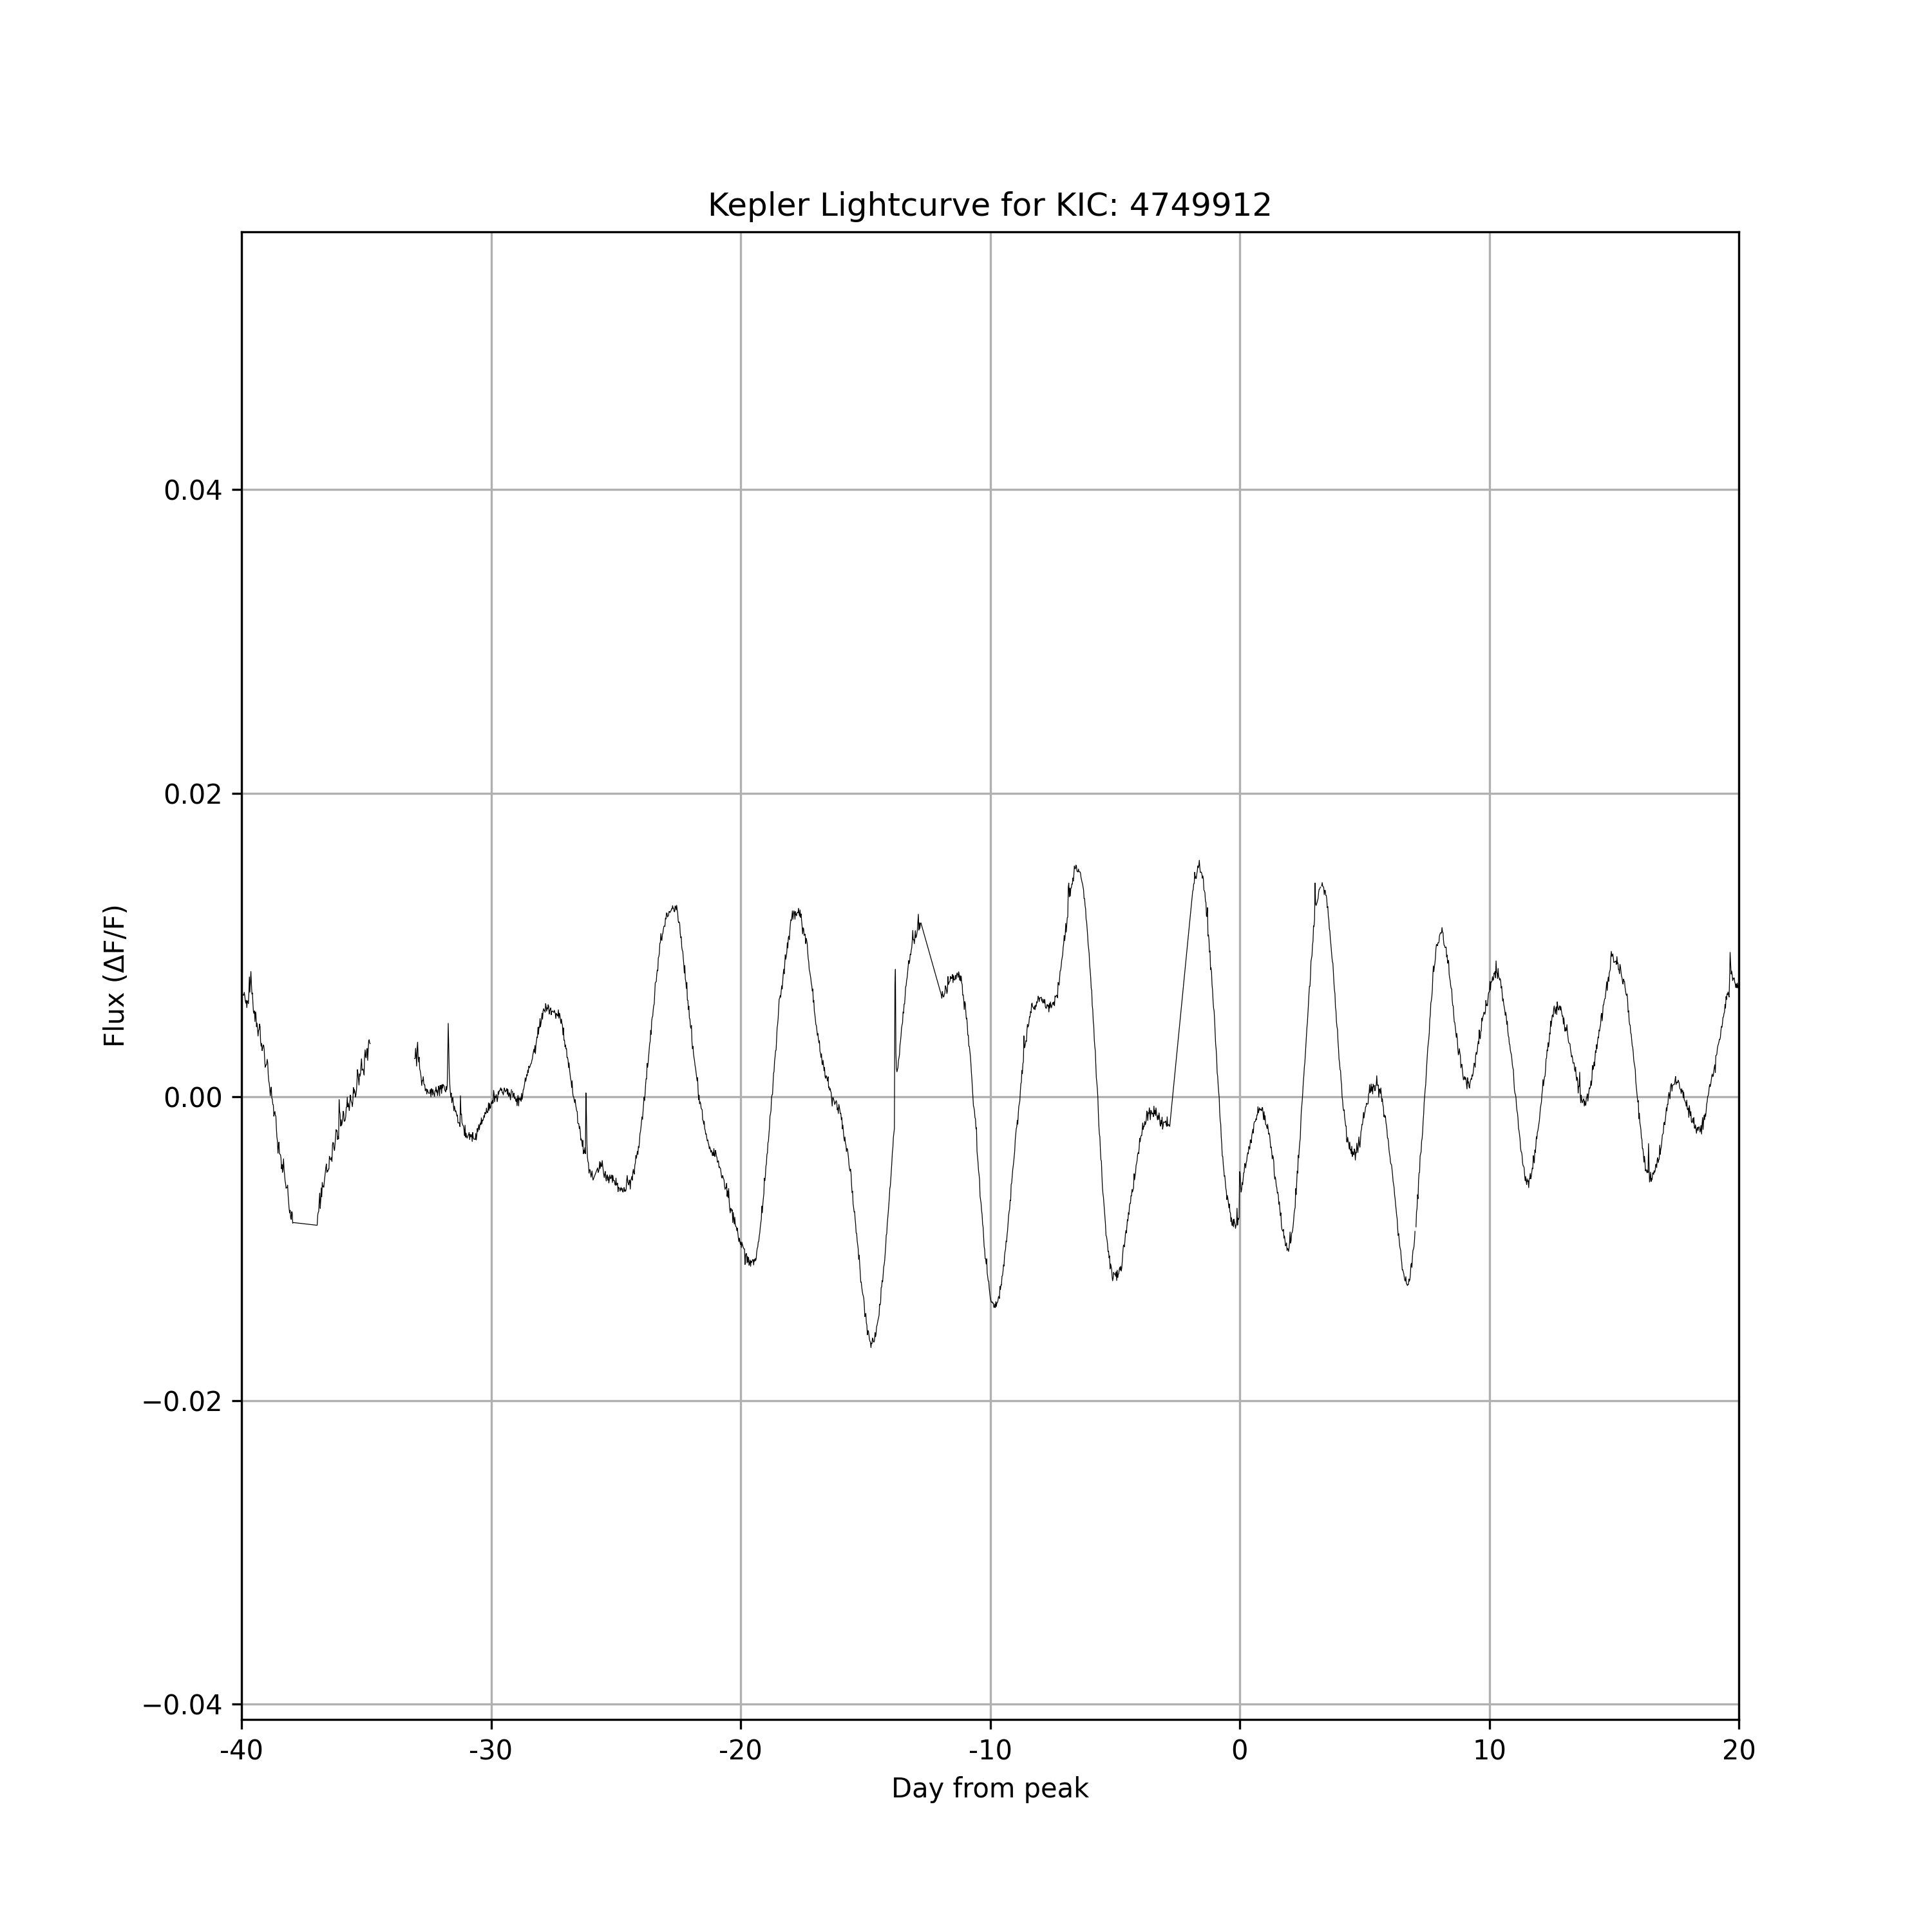 Kepler Lightcurve for KIC: 4749912
Flux (ΔF/F)
0.04
0.02
0.00
−0.02
−0.04
-40 -30 -20 -10 0 10 20
Day from peak